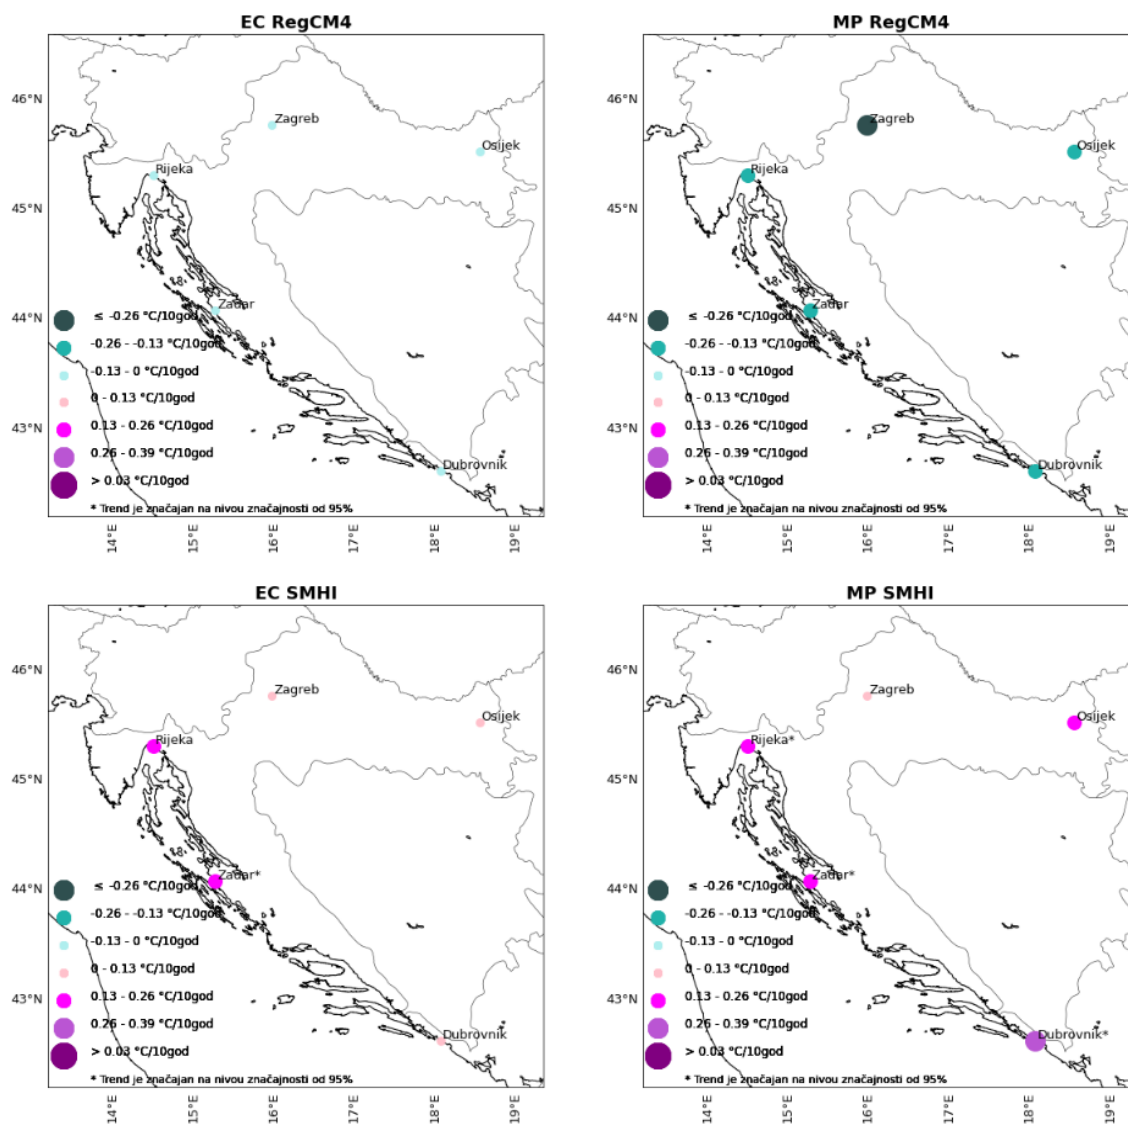 EC RegCM4
46°N
45°N
44°N
43°N
Zagreb
Osijek
Rijeka
Zadar
Dubrovnik
≤ -0.26 °C/10god
-0.26 - -0.13 °C/10god
-0.13 - 0 °C/10god
0 - 0.13 °C/10god
0.13 - 0.26 °C/10god
0.26 - 0.39 °C/10god
> 0.03 °C/10god
* Trend je značajan na nivou značajnosti od 95%
14°E
15°E
16°E
17°E
18°E
19°E
MP RegCM4
46°N
45°N
44°N
43°N
Zagreb
Osijek
Rijeka
Zadar
Dubrovnik
≤ -0.26 °C/10god
-0.26 - -0.13 °C/10god
-0.13 - 0 °C/10god
0 - 0.13 °C/10god
0.13 - 0.26 °C/10god
0.26 - 0.39 °C/10god
> 0.03 °C/10god
* Trend je značajan na nivou značajnosti od 95%
14°E
15°E
16°E
17°E
18°E
19°E
EC SMHI
46°N
45°N
44°N
43°N
Zagreb
Osijek
Rijeka
Zadar*
Dubrovnik
≤ -0.26 °C/10god
-0.26 - -0.13 °C/10god
-0.13 - 0 °C/10god
0 - 0.13 °C/10god
0.13 - 0.26 °C/10god
0.26 - 0.39 °C/10god
> 0.03 °C/10god
* Trend je značajan na nivou značajnosti od 95%
14°E
15°E
16°E
17°E
18°E
19°E
MP SMHI
46°N
45°N
44°N
43°N
Zagreb
Osijek
Rijeka*
Zadar*
Dubrovnik*
≤ -0.26 °C/10god
-0.26 - -0.13 °C/10god
-0.13 - 0 °C/10god
0 - 0.13 °C/10god
0.13 - 0.26 °C/10god
0.26 - 0.39 °C/10god
> 0.03 °C/10god
* Trend je značajan na nivou značajnosti od 95%
14°E
15°E
16°E
17°E
18°E
19°E